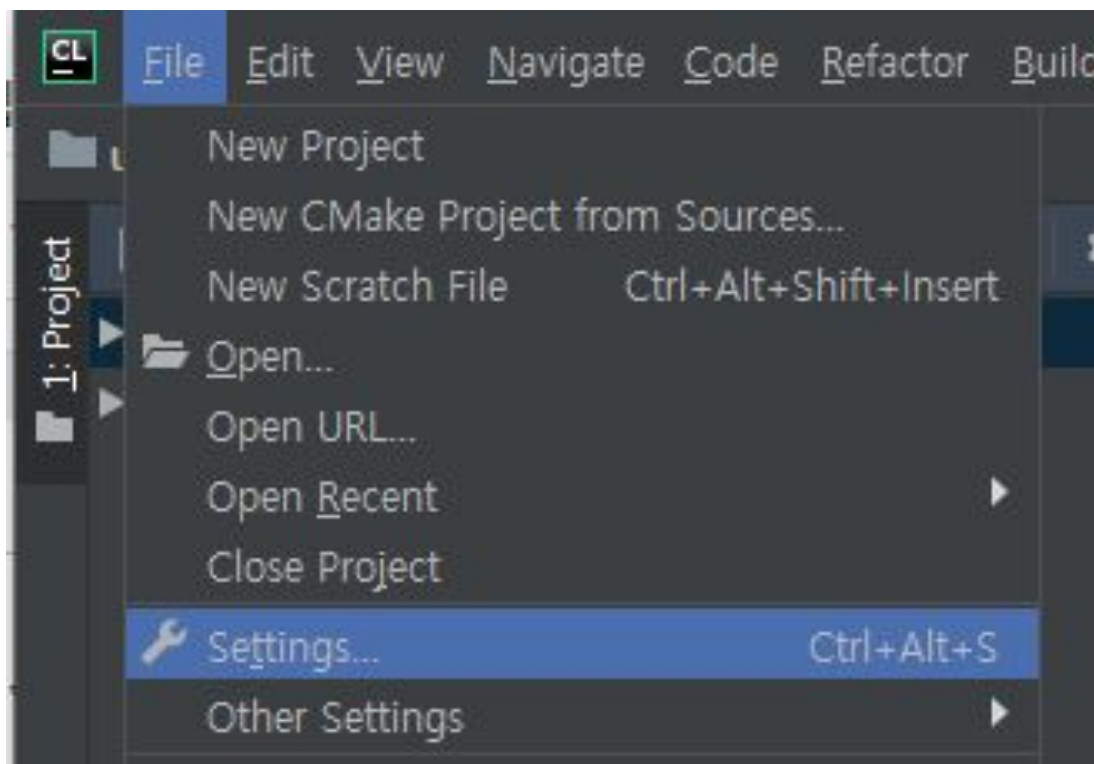 CL File Edit View Navigate Code Refactor Build
New Project
New CMake Project from Sources...
New Scratch File Ctrl+Alt+Shift+Insert
1: Project
Open...
Open URL...
Open Recent
Close Project
Settings... Ctrl+Alt+S
Other Settings